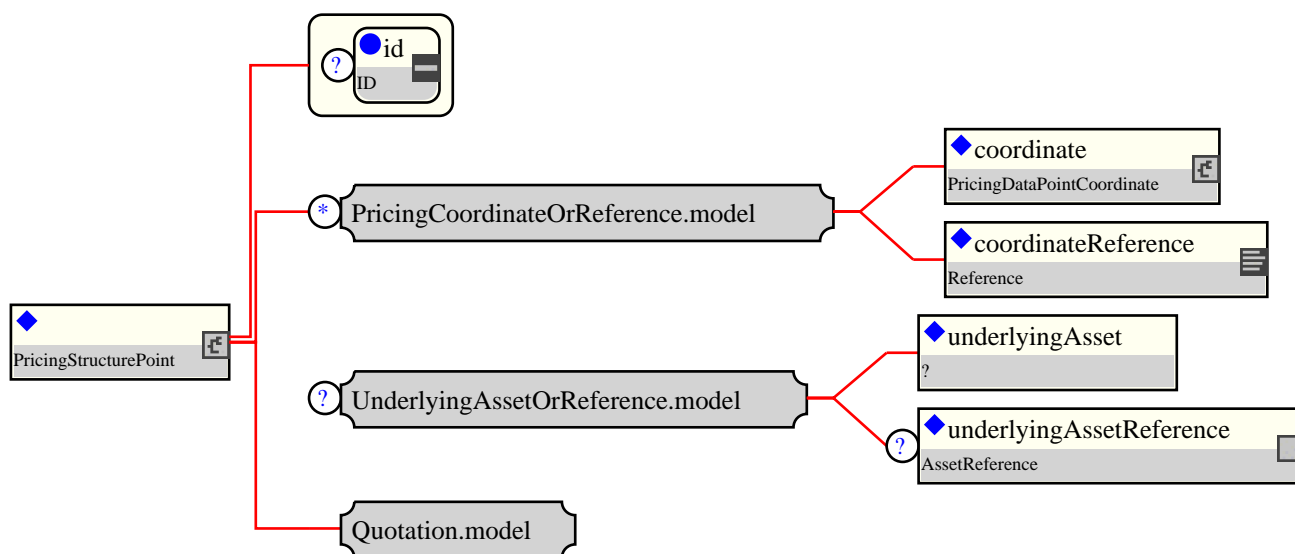 id
?
ID
coordinate
PricingDataPointCoordinate
* PricingCoordinateOrReference.model
coordinateReference
Reference
PricingStructurePoint
underlyingAsset
?
? UnderlyingAssetOrReference.model
underlyingAssetReference
?
AssetReference
Quotation.model